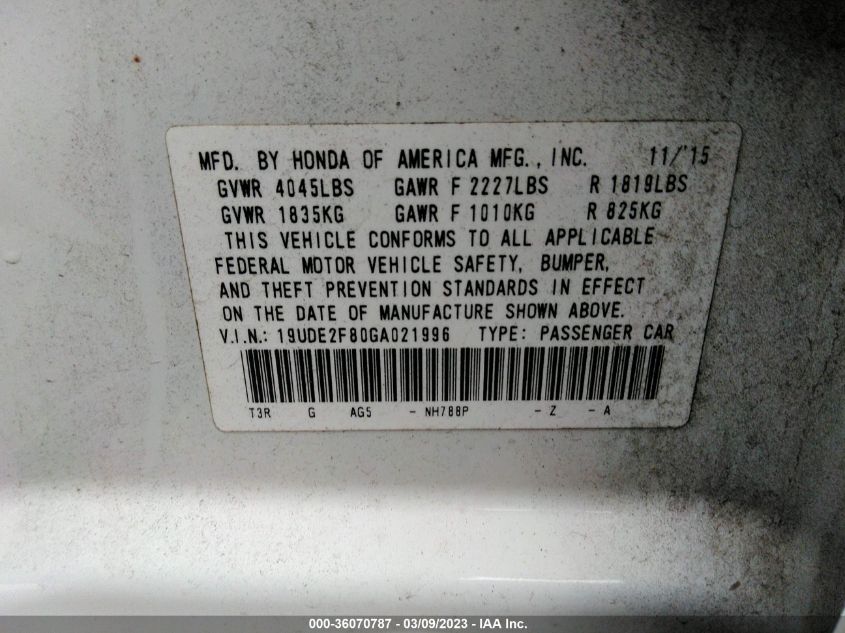 MFD. BY HONDA OF AMERICA MFG., INC. 11/'15
GVWR 4045LBS GAWR F 2227LBS R 1819LBS
GVWR 1835KG GAWR F 1010KG R 825KG
THIS VEHICLE CONFORMS TO ALL APPLICABLE
FEDERAL MOTOR VEHICLE SAFETY, BUMPER,
AND THEFT PREVENTION STANDARDS IN EFFECT
ON THE DATE OF MANUFACTURE SHOWN ABOVE.
V.I.N.: 19UDE2F80GA021996 TYPE: PASSENGER CAR
T3R G AG5 - NH788P - Z - A
000-36070787 - 03/09/2023 - IAA Inc.